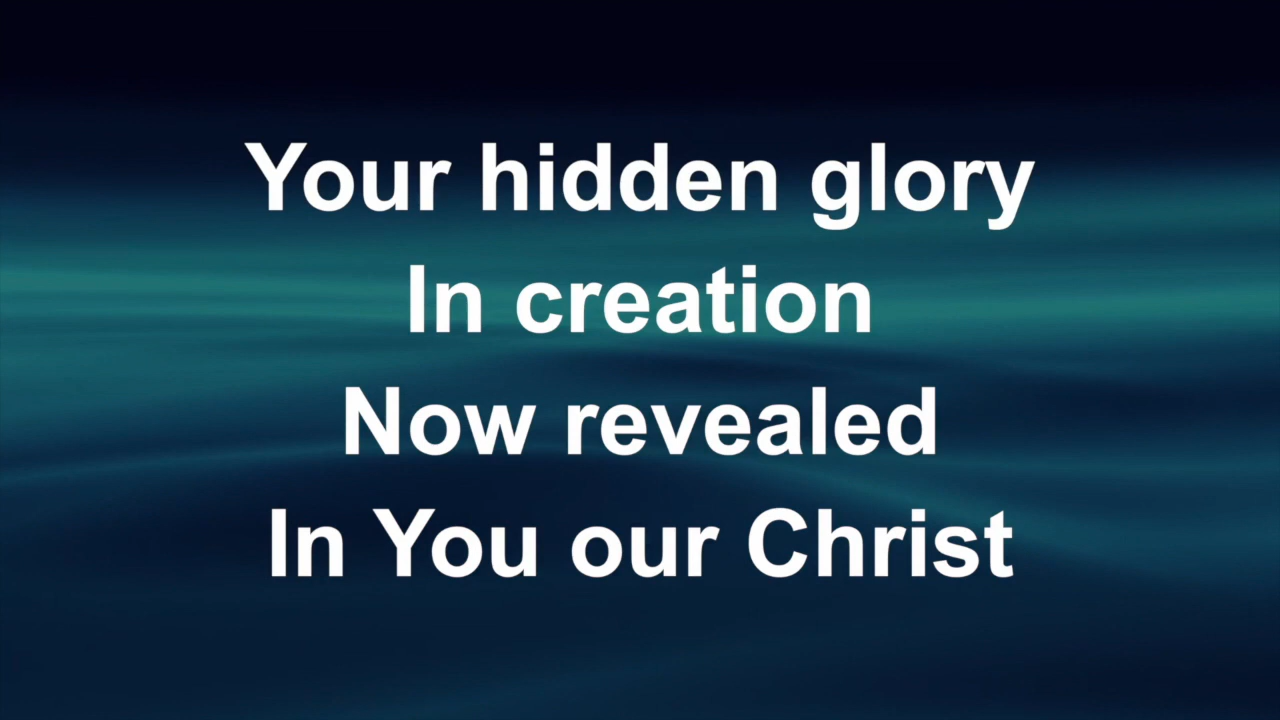 Your hidden glory
In creation
Now revealed
In You our Christ